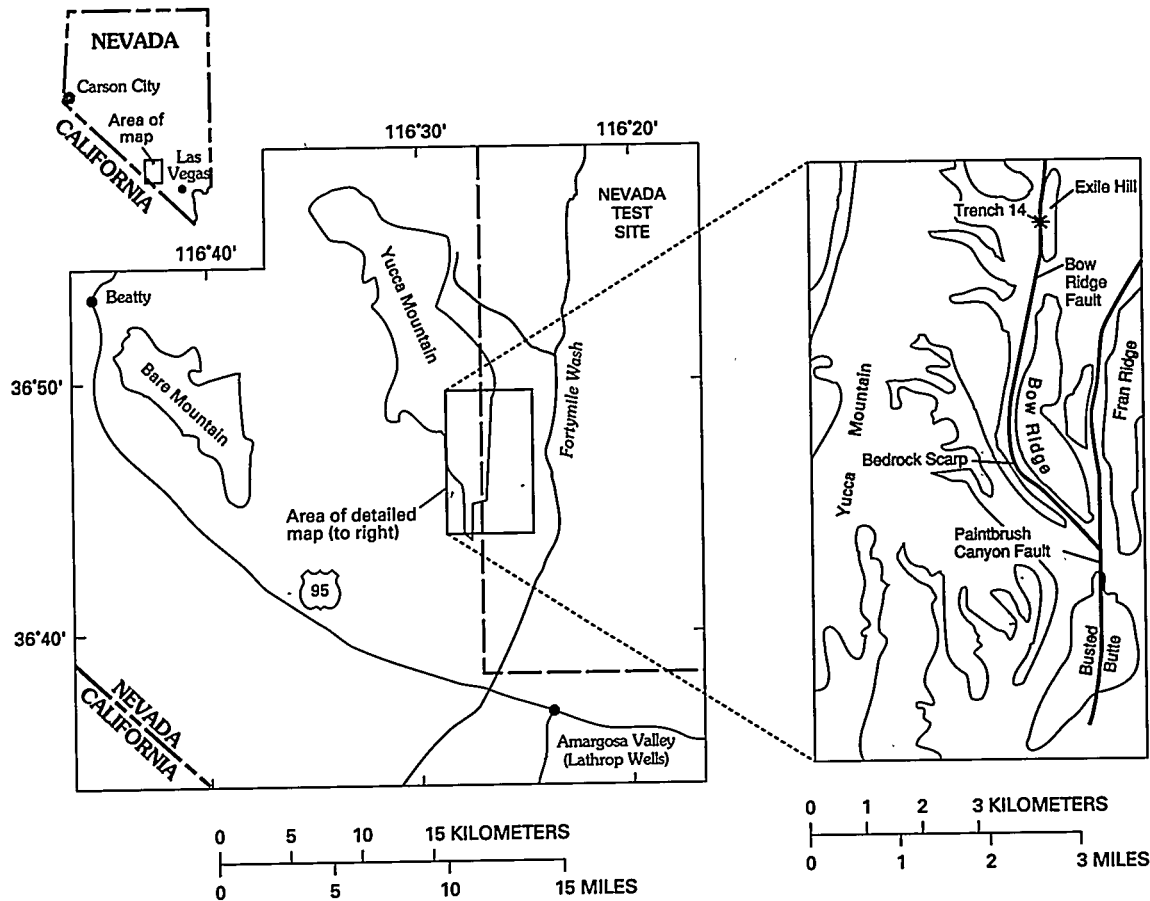 NEVADA
Carson City
Area of
map
Las
Vegas
CALIFORNIA
116°40'
116°30'
116°20'
NEVADA
TEST
SITE
Yucca Mountain
Beatty
Bare Mountain
36°50'
Fortymile Wash
Area of detailed
map (to right)
95
36°40'
NEVADA
CALIFORNIA
Amargosa Valley
(Lathrop Wells)
0 5 10 15 KILOMETERS
0 5 10 15 MILES
Exile Hill
Trench 14
Bow
Ridge
Fault
Yucca Mountain
Bow Ridge
Fran Ridge
Bedrock Scarp
Paintbrush
Canyon Fault
Busted
Butte
0 1 2 3 KILOMETERS
0 1 2 3 MILES